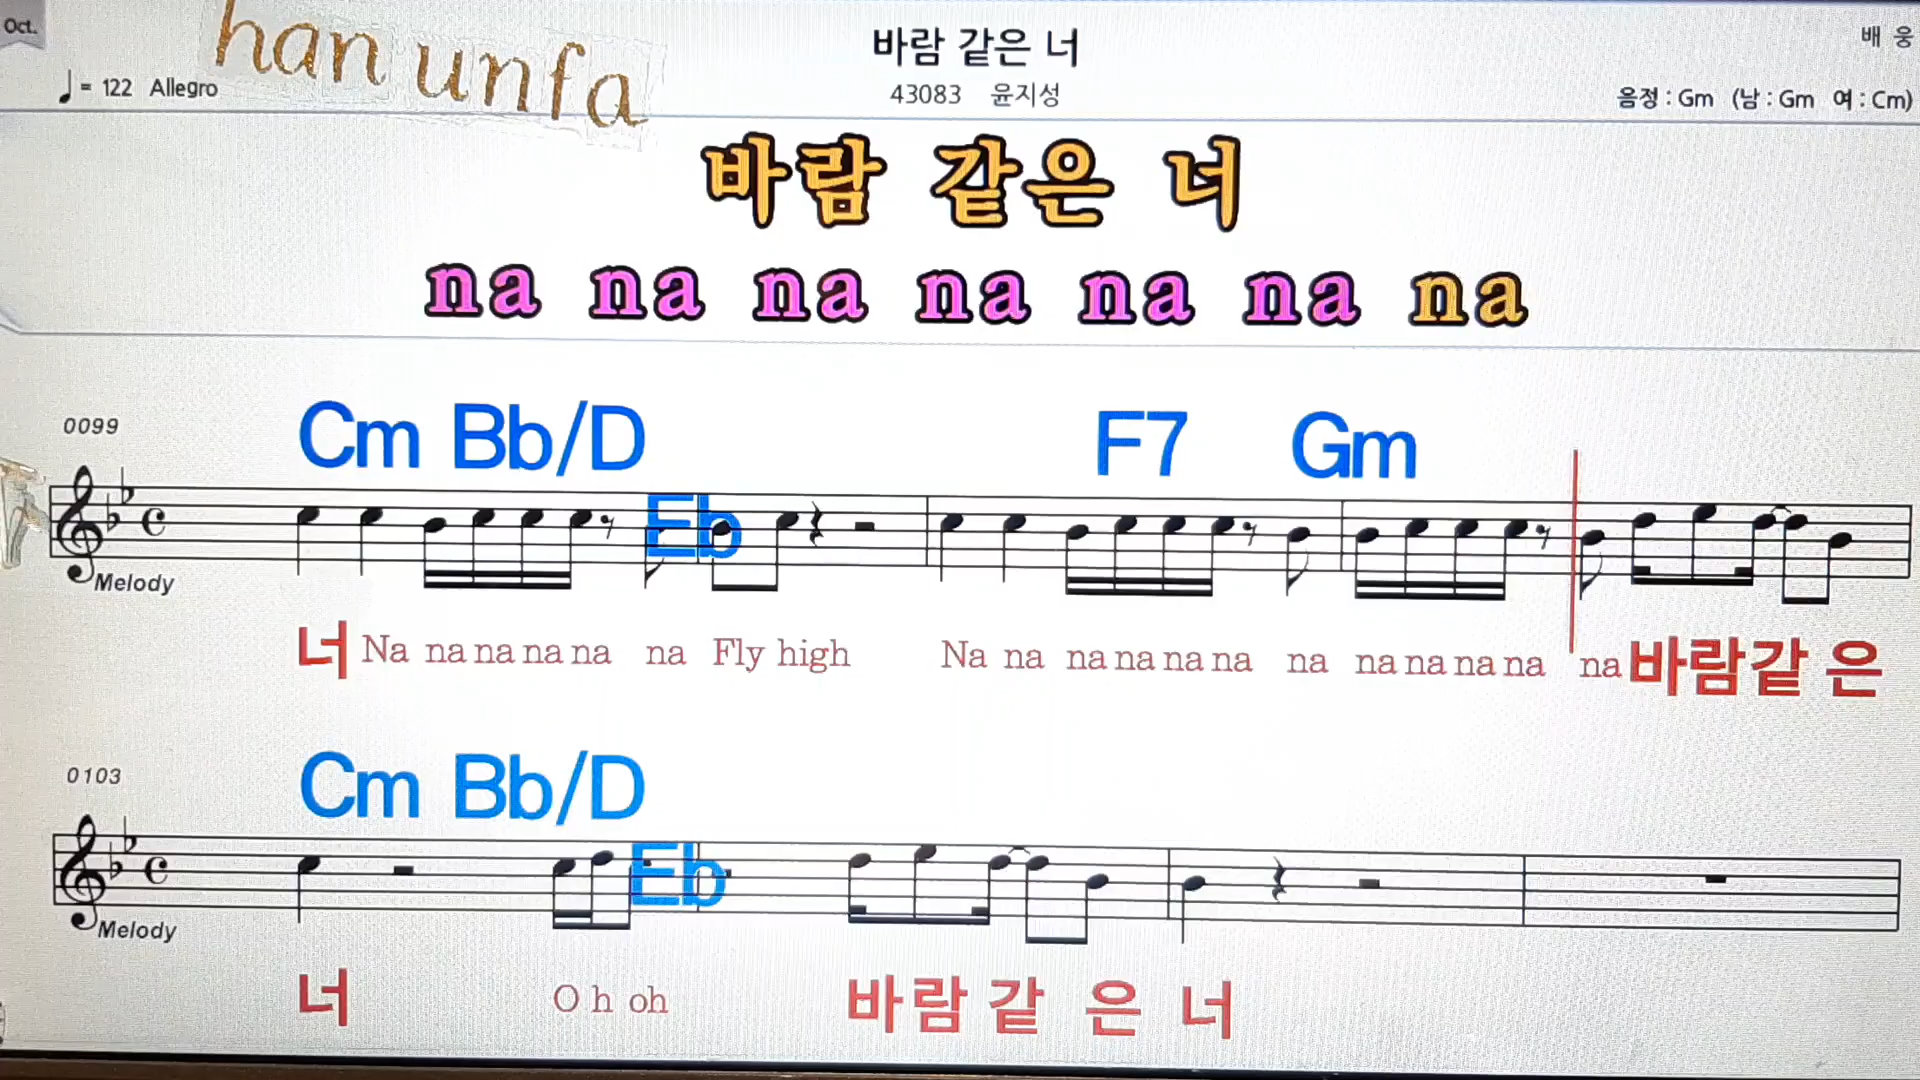 Oct.
han unfa
바람 같은 너
배 웅
♩= 122 Allegro
43083 윤지성
음정 : Gm (남 : Gm 여 : Cm)
바람 같은 너
na na na na na na na
0099
Cm Bb/D Eb F7 Gm
Melody
너 Na na na na na na Fly high Na na na na na na na na na na na na 바람같 은
0103
Cm Bb/D Eb
Melody
너 O h oh 바람 같 은 너